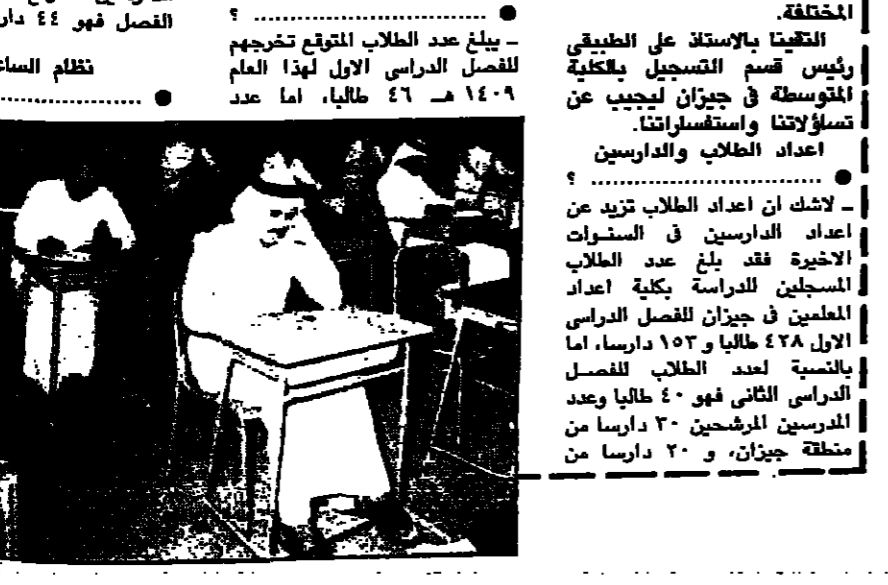 المختلفة.
التقينا بالاستاذ على الطبيقى
رئيس قسم التسجيل بالكلية
المتوسطة فى جيزان ليجيب عن
تساؤلاتنا واستفساراتنا.
اعداد الطلاب والدارسين
● ............................... ؟
ــ لاشك ان اعداد الطلاب تزيد عن
اعداد الدارسين فى السنوات
الاخيرة فقد بلغ عدد الطلاب
المسجلين للدراسة بكلية اعداد
المعلمين فى جيزان للفصل الدراسى
الاول ٤٢٨ طالبا و ١٥٣ دارسا، اما
بالنسبة لعدد الطلاب للفصل
الدراسى الثانى فهو ٤٠ طالبا وعدد
المدرسين المرشحين ٣٠ دارسا من
منطقة جيزان، و ٢٠ دارسا من
● ............................... ؟
ــ يبلغ عدد الطلاب المتوقع تخرجهم
للفصل الدراسى الاول لهذا العام
١٤٠٩ هــ ٤٦ طالبا، اما عدد
الفصل فهو ٤٤
نظام
● ...................